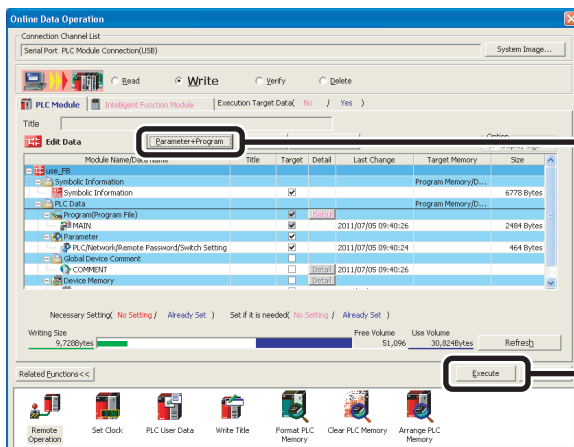 Online Data Operation
Connection Channel List
Serial Port PLC Module Connection(USB)
System Image...
Read Write Verify Delete
PLC Module Intelligent Function Module Execution Target Data( No / Yes )
Title
Edit Data Parameter+Program
Module Name/Data Name Title Target Detail Last Change Target Memory Size
use_FB
Symbolic Information Program Memory/D...
Symbolic Information 6778 Bytes
PLC Data Program Memory/D...
Program(Program File) Detail
MAIN 2011/07/05 09:40:26 2484 Bytes
Parameter
PLC/Network/Remote Password/Switch Setting 2011/07/05 09:40:24 464 Bytes
Global Device Comment
COMMENT Detail 2011/07/05 09:40:26
Device Memory Detail
Necessary Setting( No Setting / Already Set ) Set if it is needed( No Setting / Already Set )
Writing Size Free Volume Use Volume
9,728Bytes 51,096 30,824Bytes Refresh
Related Functions<< Execute
Remote Operation
Set Clock
PLC User Data
Write Title
Format PLC Memory
Clear PLC Memory
Arrange PLC Memory